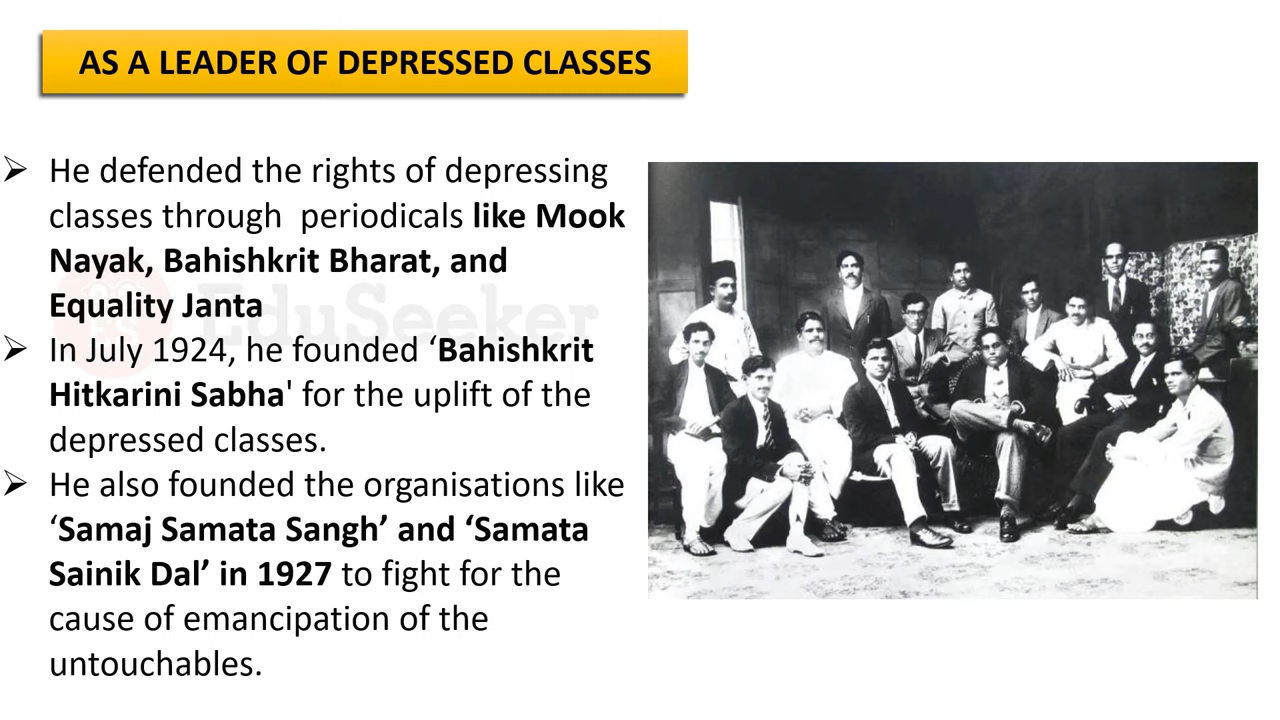 AS A LEADER OF DEPRESSED CLASSES
➢ He defended the rights of depressing
classes through  periodicals like Mook
Nayak, Bahishkrit Bharat, and
Equality Janta
➢ In July 1924, he founded ‘Bahishkrit
Hitkarini Sabha' for the uplift of the
depressed classes.
➢ He also founded the organisations like
‘Samaj Samata Sangh’ and ‘Samata
Sainik Dal’ in 1927 to fight for the
cause of emancipation of the
untouchables.
EduSeeker